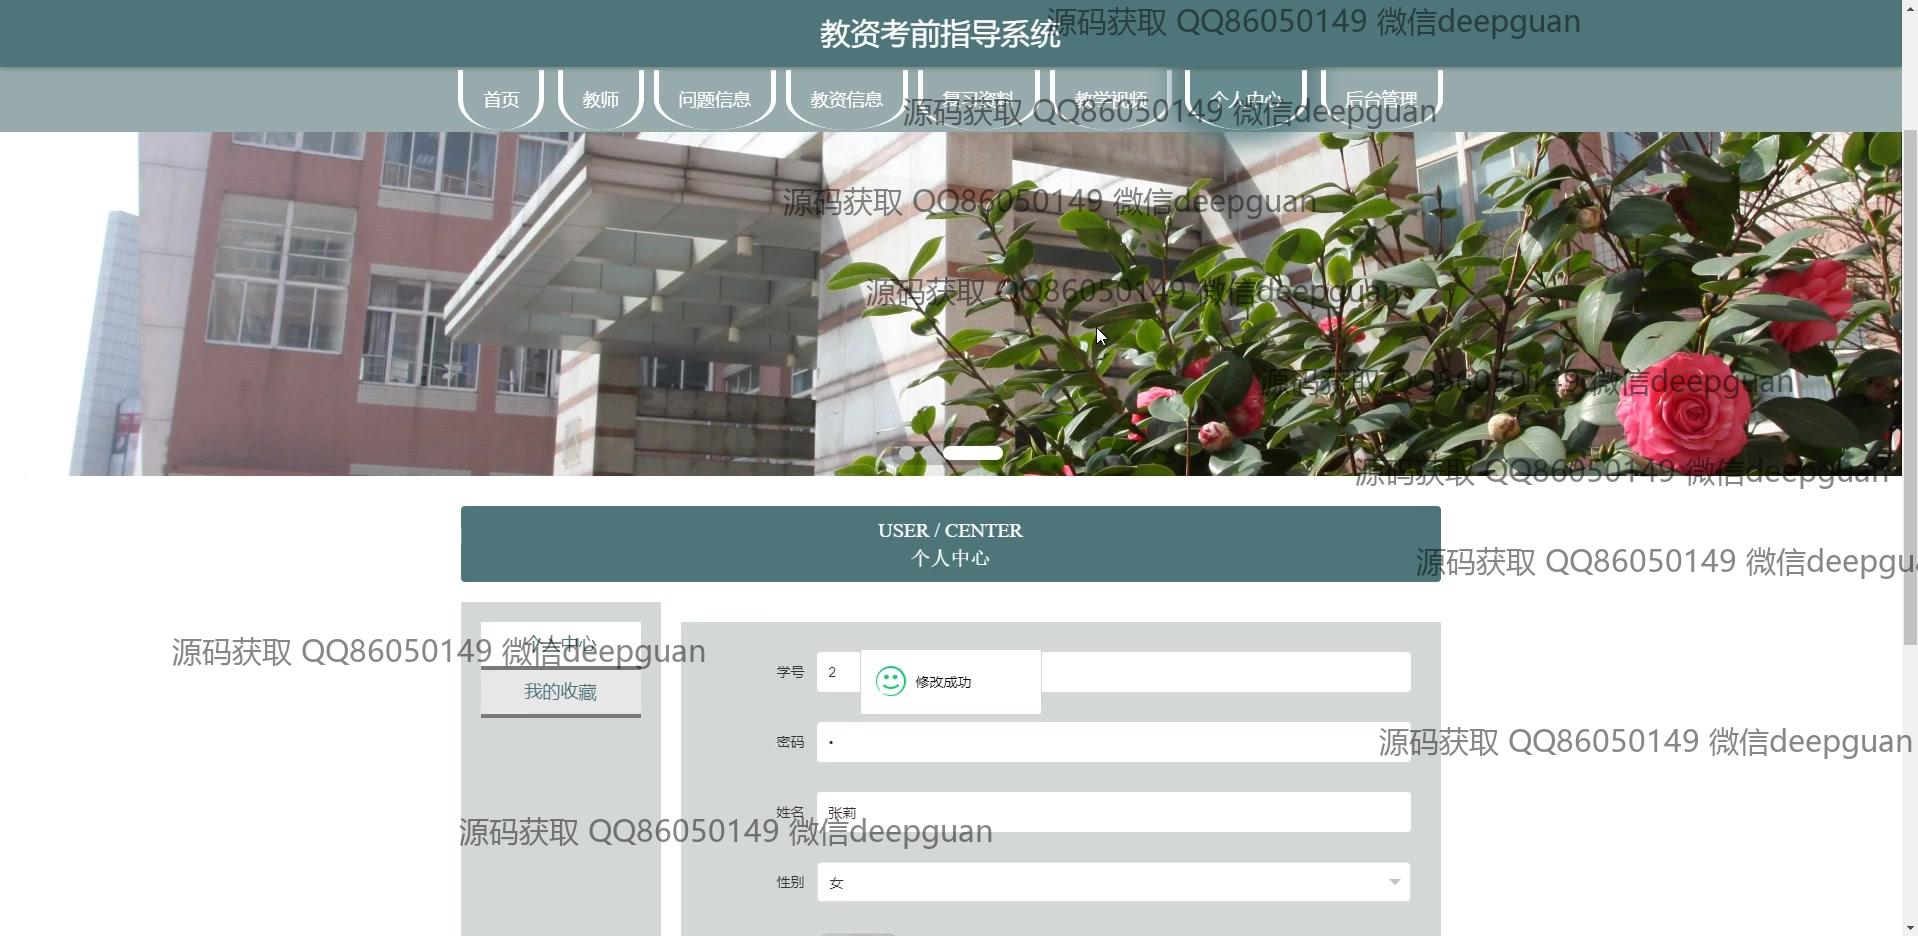 教资考前指导系统
源码获取 QQ86050149 微信deepguan
首页
教师
问题信息
教资信息
复习资料
教学视频
个人中心
后台管理
源码获取 QQ86050149 微信deepguan
源码获取 QQ86050149 微信deepguan
源码获取 QQ86050149 微信deepguan
源码获取 QQ86050149 微信deepguan
源码获取 QQ86050149 微信deepguan
USER / CENTER
个人中心
源码获取 QQ86050149 微信deepgua
个人中心
源码获取 QQ86050149 微信deepguan
我的收藏
学号 2
修改成功
密码 •
源码获取 QQ86050149 微信deepguan
姓名 张莉
源码获取 QQ86050149 微信deepguan
性别 女